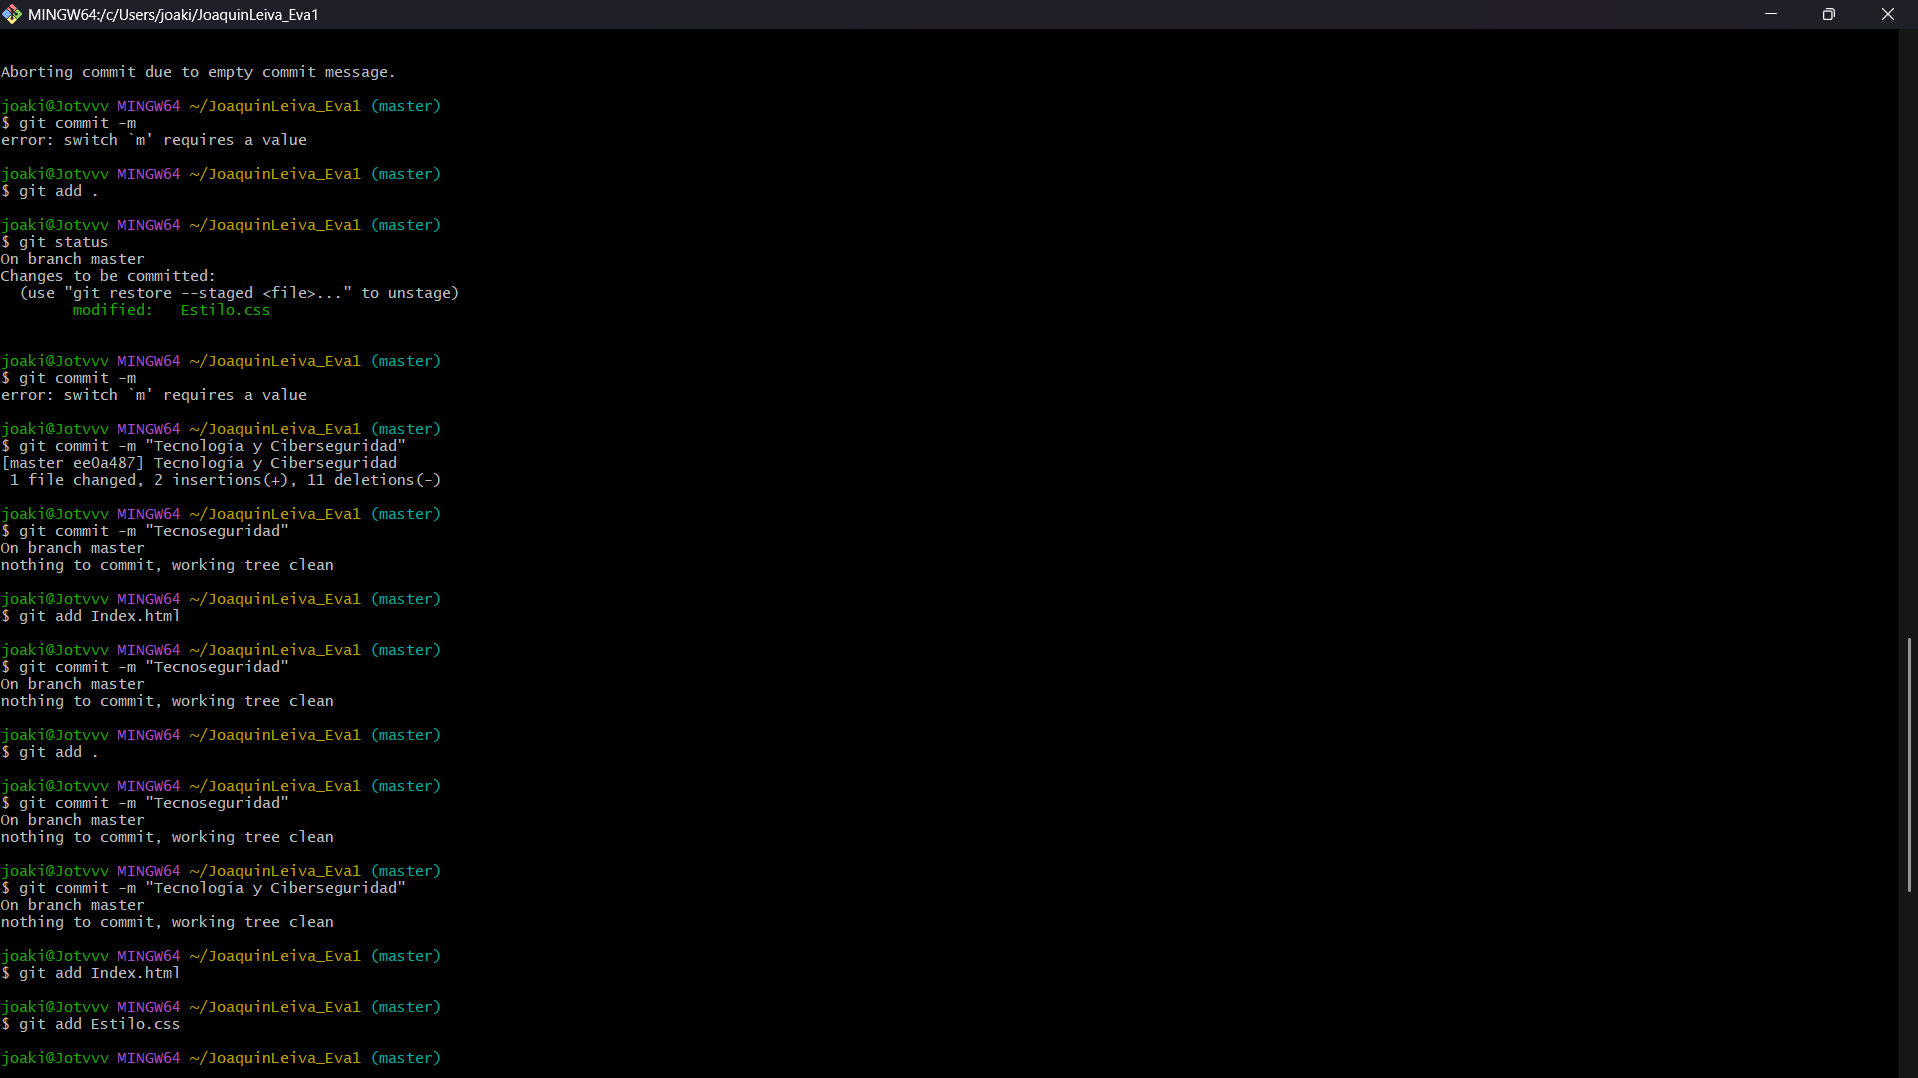 MINGW64:/c/Users/joaki/JoaquinLeiva_Eva1
Aborting commit due to empty commit message.
joaki@Jotvvv MINGW64 ~/JoaquinLeiva_Eva1 (master)
$ git commit -m
error: switch `m' requires a value
joaki@Jotvvv MINGW64 ~/JoaquinLeiva_Eva1 (master)
$ git add .
joaki@Jotvvv MINGW64 ~/JoaquinLeiva_Eva1 (master)
$ git status
On branch master
Changes to be committed:
  (use "git restore --staged <file>..." to unstage)
        modified:   Estilo.css
joaki@Jotvvv MINGW64 ~/JoaquinLeiva_Eva1 (master)
$ git commit -m
error: switch `m' requires a value
joaki@Jotvvv MINGW64 ~/JoaquinLeiva_Eva1 (master)
$ git commit -m "Tecnología y Ciberseguridad"
[master ee0a487] Tecnología y Ciberseguridad
 1 file changed, 2 insertions(+), 11 deletions(-)
joaki@Jotvvv MINGW64 ~/JoaquinLeiva_Eva1 (master)
$ git commit -m "Tecnoseguridad"
On branch master
nothing to commit, working tree clean
joaki@Jotvvv MINGW64 ~/JoaquinLeiva_Eva1 (master)
$ git add Index.html
joaki@Jotvvv MINGW64 ~/JoaquinLeiva_Eva1 (master)
$ git commit -m "Tecnoseguridad"
On branch master
nothing to commit, working tree clean
joaki@Jotvvv MINGW64 ~/JoaquinLeiva_Eva1 (master)
$ git add .
joaki@Jotvvv MINGW64 ~/JoaquinLeiva_Eva1 (master)
$ git commit -m "Tecnoseguridad"
On branch master
nothing to commit, working tree clean
joaki@Jotvvv MINGW64 ~/JoaquinLeiva_Eva1 (master)
$ git commit -m "Tecnología y Ciberseguridad"
On branch master
nothing to commit, working tree clean
joaki@Jotvvv MINGW64 ~/JoaquinLeiva_Eva1 (master)
$ git add Index.html
joaki@Jotvvv MINGW64 ~/JoaquinLeiva_Eva1 (master)
$ git add Estilo.css
joaki@Jotvvv MINGW64 ~/JoaquinLeiva_Eva1 (master)